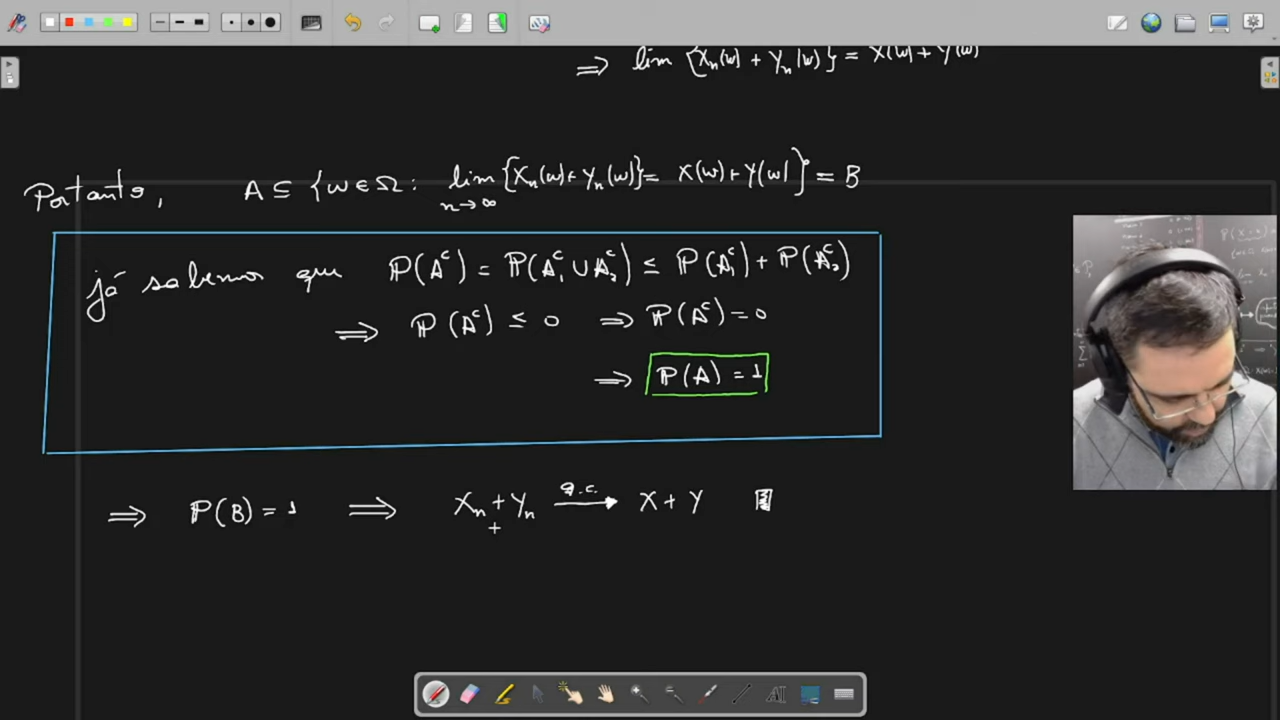 ⟹ lim {Xₙ(ω) + Yₙ(ω)} = X(ω) + Y(ω)
Portanto, A ⊆ {ω ∈ Ω : lim_{n→∞} {Xₙ(ω) + Yₙ(ω)} = X(ω) + Y(ω)} = B
já sabemos que ℙ(Aᶜ) = ℙ(A₁ᶜ ∪ A₂ᶜ) ≤ ℙ(A₁ᶜ) + ℙ(A₂ᶜ)
⟹ ℙ(Aᶜ) ≤ 0 ⟹ ℙ(Aᶜ) = 0
⟹ ℙ(A) = 1
⟹ ℙ(B) = 1 ⟹ Xₙ + Yₙ —q.c.→ X + Y
+